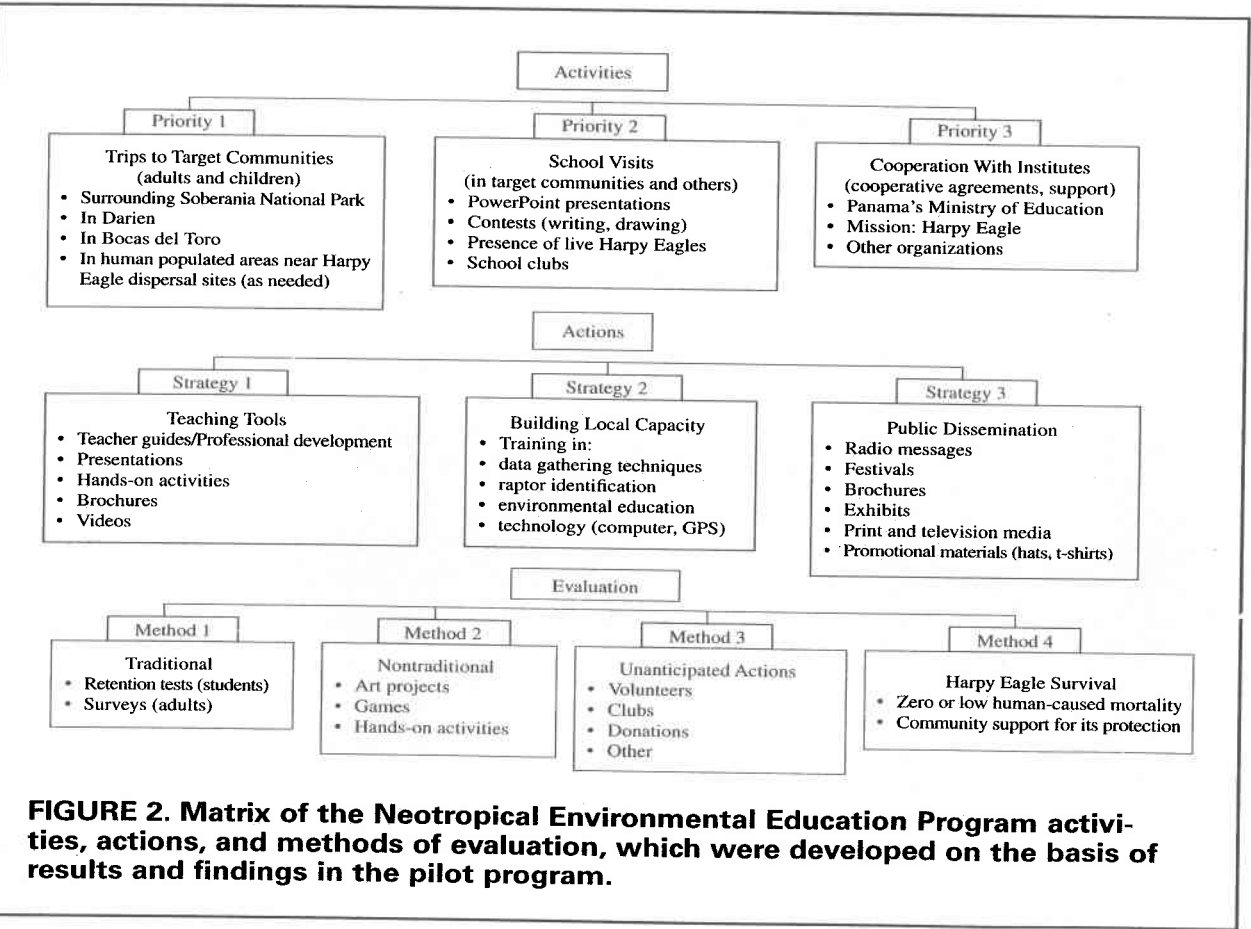 Activities
Priority 1
Trips to Target Communities
(adults and children)
• Surrounding Soberania National Park
• In Darien
• In Bocas del Toro
• In human populated areas near Harpy
Eagle dispersal sites (as needed)
Priority 2
School Visits
(in target communities and others)
• PowerPoint presentations
• Contests (writing, drawing)
• Presence of live Harpy Eagles
• School clubs
Priority 3
Cooperation With Institutes
(cooperative agreements, support)
• Panama's Ministry of Education
• Mission: Harpy Eagle
• Other organizations
Actions
Strategy 1
Teaching Tools
• Teacher guides/Professional development
• Presentations
• Hands-on activities
• Brochures
• Videos
Strategy 2
Building Local Capacity
• Training in:
• data gathering techniques
• raptor identification
• environmental education
• technology (computer, GPS)
Strategy 3
Public Dissemination
• Radio messages
• Festivals
• Brochures
• Exhibits
• Print and television media
• Promotional materials (hats, t-shirts)
Evaluation
Method 1
Traditional
• Retention tests (students)
• Surveys (adults)
Method 2
Nontraditional
• Art projects
• Games
• Hands-on activities
Method 3
Unanticipated Actions
• Volunteers
• Clubs
• Donations
• Other
Method 4
Harpy Eagle Survival
• Zero or low human-caused mortality
• Community support for its protection
FIGURE 2. Matrix of the Neotropical Environmental Education Program activi-
ties, actions, and methods of evaluation, which were developed on the basis of
results and findings in the pilot program.